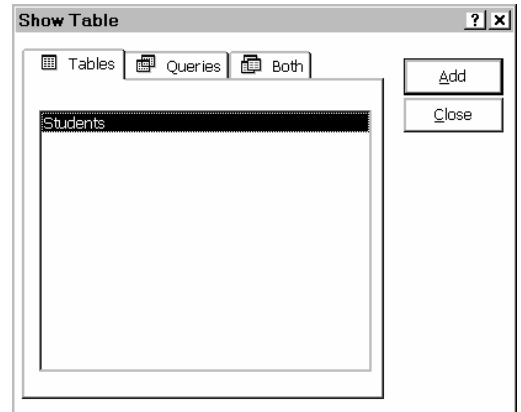 Show Table
Tables Queries Both
Add
Close
Students